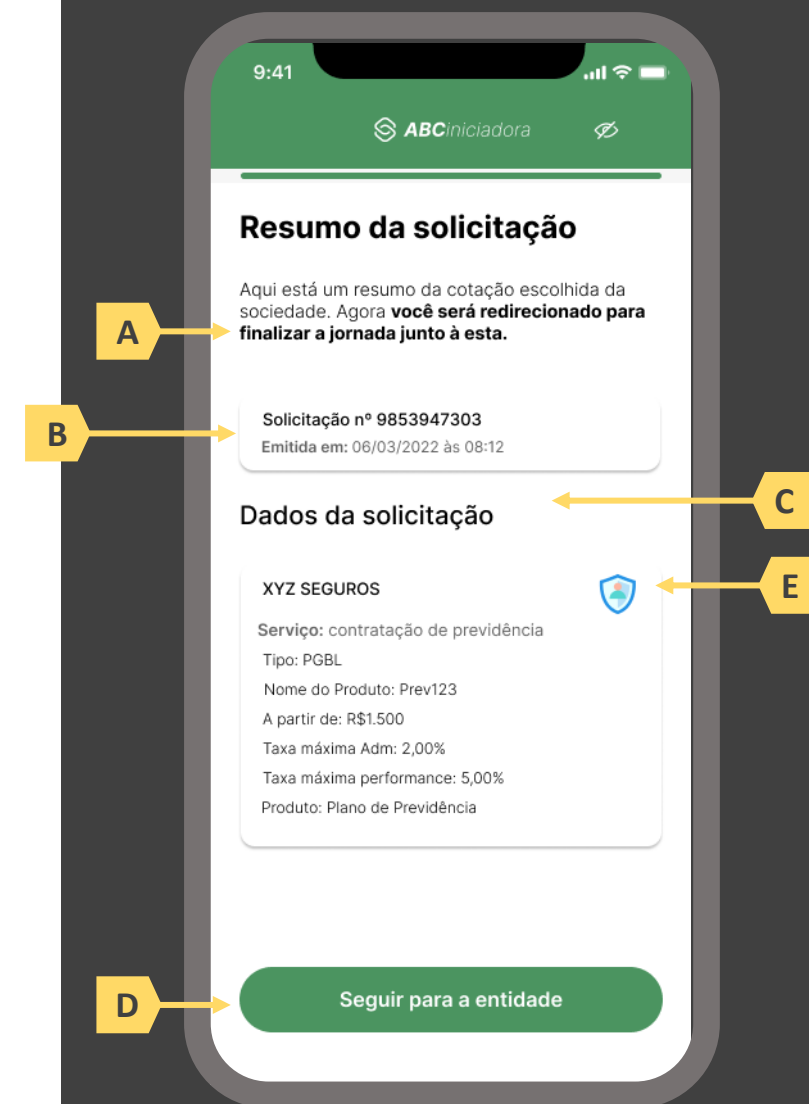 9:41
ABCiniciadora
Resumo da solicitação
Aqui está um resumo da cotação escolhida da
sociedade. Agora você será redirecionado para
finalizar a jornada junto à esta.
A
Solicitação nº 9853947303
Emitida em: 06/03/2022 às 08:12
B
C
Dados da solicitação
XYZ SEGUROS
E
Serviço: contratação de previdência
Tipo: PGBL
Nome do Produto: Prev123
A partir de: R$1.500
Taxa máxima Adm: 2,00%
Taxa máxima performance: 5,00%
Produto: Plano de Previdência
D
Seguir para a entidade